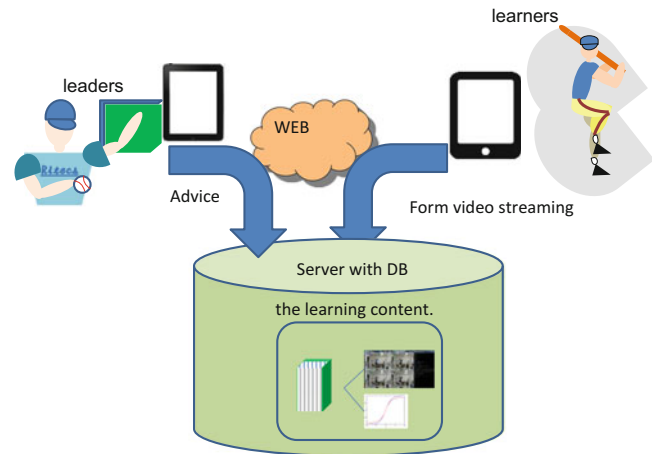 learners
leaders
WEB
Advice
Form video streaming
Server with DB
the learning content.